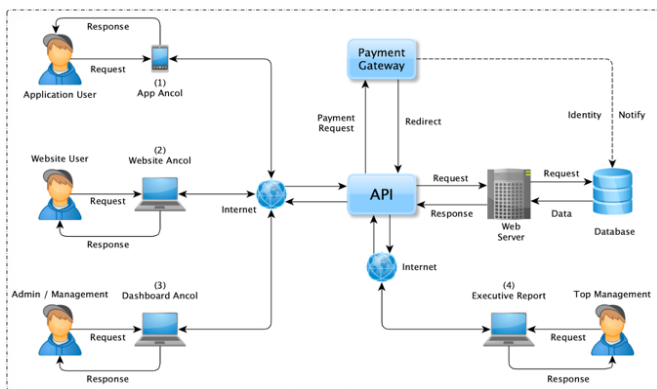 Response
Request
Application User
(1)
App Ancol
Payment
Gateway
Payment
Request
Redirect
Identity
Notify
Website User
(2)
Website Ancol
Request
Response
Internet
API
Request
Response
Web
Server
Request
Data
Database
Internet
Admin / Management
(3)
Dashboard Ancol
Request
Response
(4)
Executive Report
Top Management
Request
Response